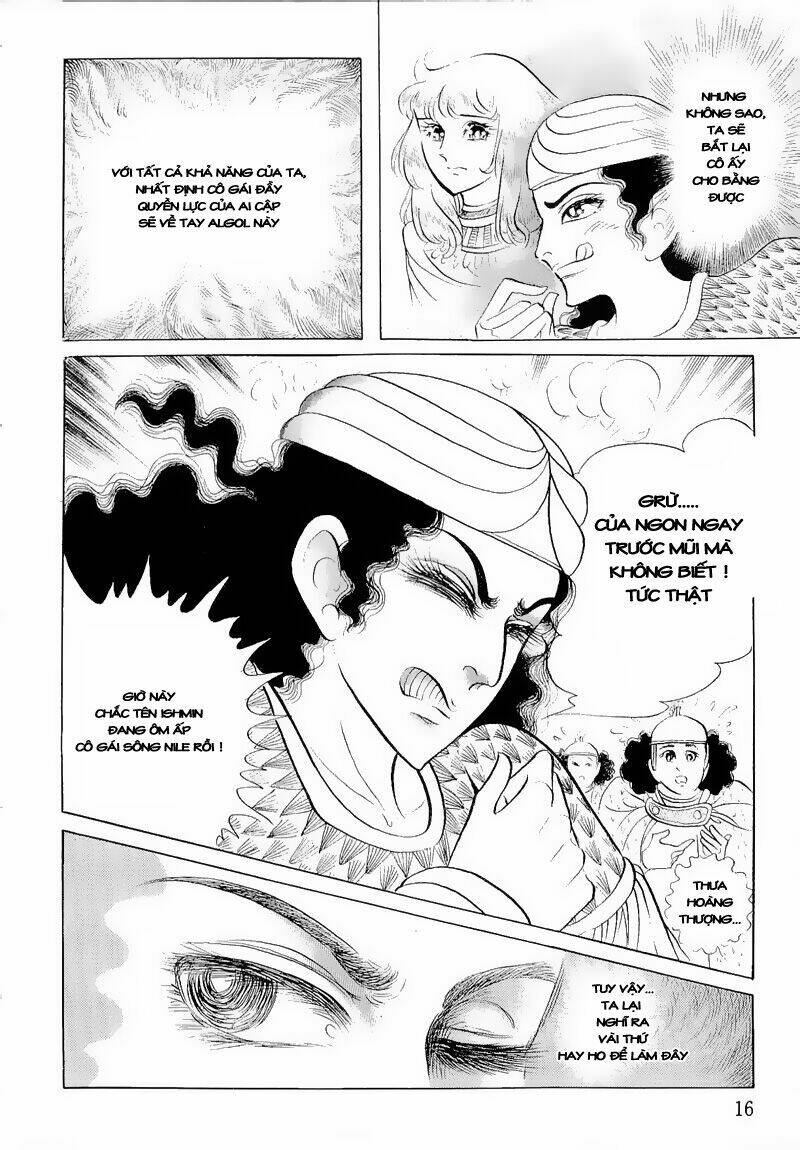 NHƯNG
KHÔNG SAO,
TA SẼ
BẮT LẠI
CÔ ẤY
CHO BẰNG
ĐƯỢC
VỚI TẤT CẢ KHẢ NĂNG CỦA TA,
NHẤT ĐỊNH CÔ GÁI ĐẦY
QUYỀN LỰC CỦA AI CẬP
SẼ VỀ TAY ALGOL NÀY
GRỪ.....
CỦA NGON NGAY
TRƯỚC MŨI MÀ
KHÔNG BIẾT !
TỨC THẬT
GIỜ NÀY
CHẮC TÊN ISHMIN
ĐANG ÔM ẤP
CÔ GÁI SÔNG NILE RỒI !
THƯA
HOÀNG
THƯỢNG...
TUY VẬY...
TA LẠI
NGHĨ RA
VÀI THỨ
HAY HO ĐỂ LÀM ĐÂY
16